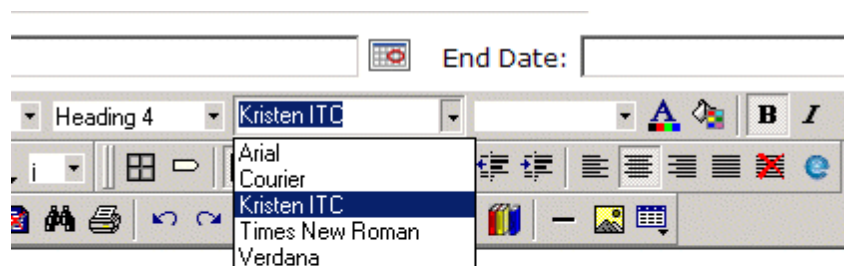 End Date:
Heading 4 Kristen ITC A B I
i
Arial
Courier
Kristen ITC
Times New Roman
Verdana